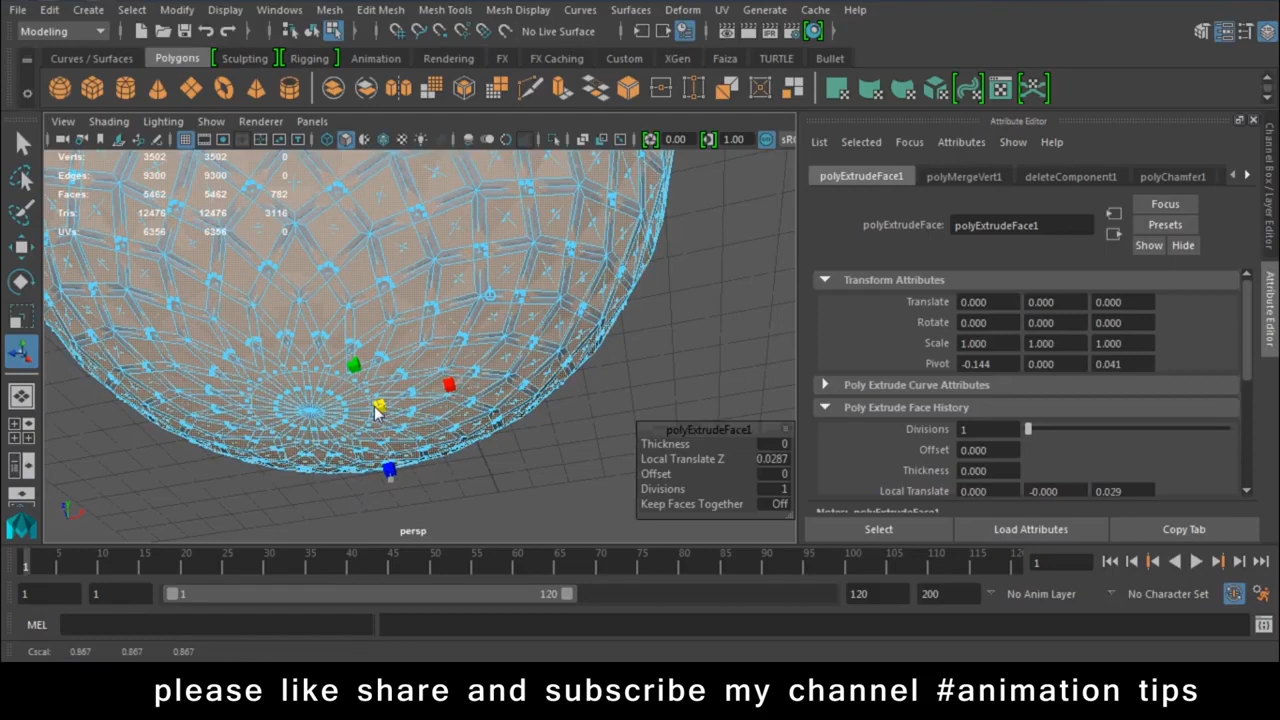 File Edit Create Select Modify Display Windows Mesh Edit Mesh Mesh Tools Mesh Display Curves Surfaces Deform UV Generate Cache Help
Modeling No Live Surface
Curves / Surfaces Polygons Sculpting Rigging Animation Rendering FX FX Caching Custom XGen Faiza TURTLE Bullet
View Shading Lighting Show Renderer Panels
0.00 1.00
Verts: 3502 3502 0
Edges: 9300 9300 0
Faces: 5462 5462 782
Tris: 12476 12476 3116
UVs: 6356 6356 0
polyExtrudeFace1
Thickness 0
Local Translate Z 0.0287
Offset 0
Divisions 1
Keep Faces Together Off
persp
Attribute Editor
List Selected Focus Attributes Show Help
polyExtrudeFace1 polyMergeVert1 deleteComponent1 polyChamfer1
Focus
polyExtrudeFace: polyExtrudeFace1 Presets
Show Hide
Transform Attributes
Translate 0.000 0.000 0.000
Rotate 0.000 0.000 0.000
Scale 1.000 1.000 1.000
Pivot -0.144 0.000 0.041
Poly Extrude Curve Attributes
Poly Extrude Face History
Divisions 1
Offset 0.000
Thickness 0.000
Local Translate 0.000 -0.000 0.029
Select Load Attributes Copy Tab
Channel Box / Layer Editor
Attribute Editor
5 10 15 20 25 30 35 40 45 50 55 60 65 70 75 80 85 90 95 100 105 110 115
1 1
1 1 1 120 120 200 No Anim Layer No Character Set
MEL
Cscal: 0.867 0.867 0.867
please like share and subscribe my channel #animation tips